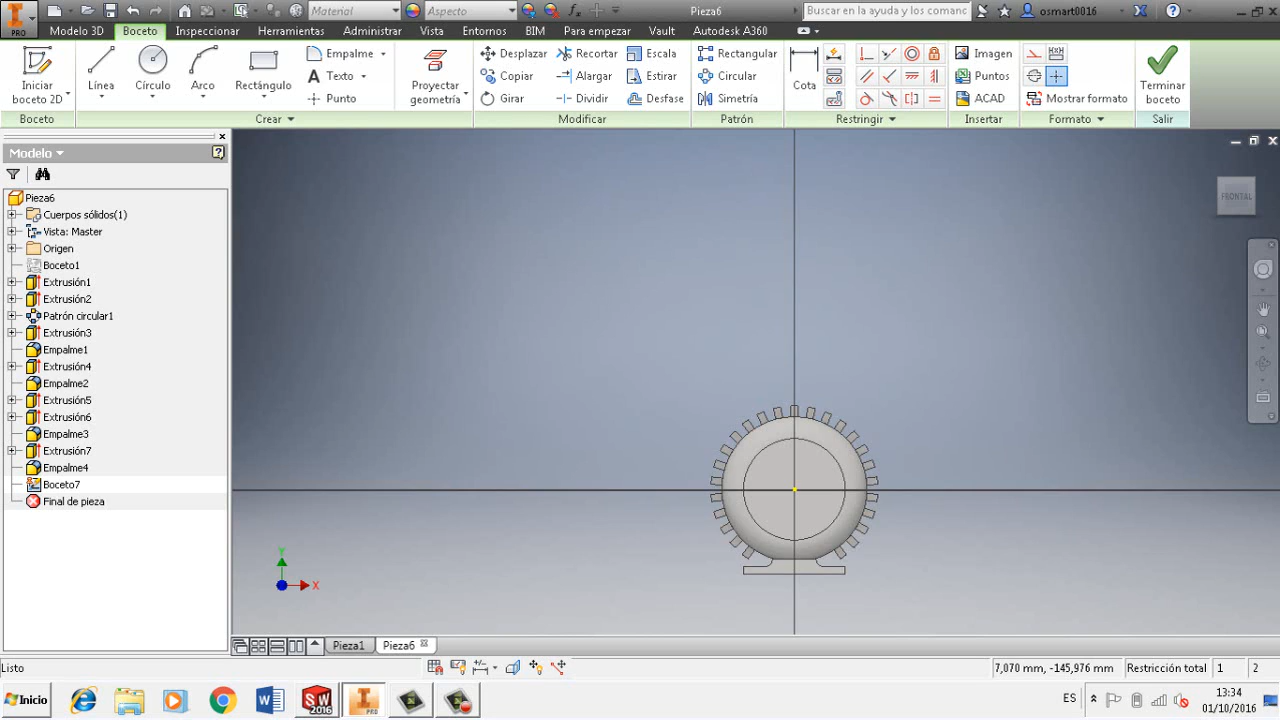 PRO
Material
Aspecto
fx
Pieza6
Buscar en la ayuda y los comanc
osmart0016
Modelo 3D
Boceto
Inspeccionar
Herramientas
Administrar
Vista
Entornos
BIM
Para empezar
Vault
Autodesk A360
Iniciar
boceto 2D
Línea
Círculo
Arco
Rectángulo
Empalme
Texto
Punto
Proyectar
geometría
Desplazar
Copiar
Girar
Recortar
Alargar
Dividir
Escala
Estirar
Desfase
Rectangular
Circular
Simetría
Cota
Imagen
Puntos
ACAD
Mostrar formato
Terminar
boceto
Boceto
Crear
Modificar
Patrón
Restringir
Insertar
Formato
Salir
Modelo
Pieza6
Cuerpos sólidos(1)
Vista: Master
Origen
Boceto1
Extrusión1
Extrusión2
Patrón circular1
Extrusión3
Empalme1
Extrusión4
Empalme2
Extrusión5
Extrusión6
Empalme3
Extrusión7
Empalme4
Boceto7
Final de pieza
FRONTAL
Y
X
Pieza1
Pieza6
Listo
7,070 mm, -145,976 mm
Restricción total
1
2
Inicio
SW
2016
PRO
ES
13:34
01/10/2016